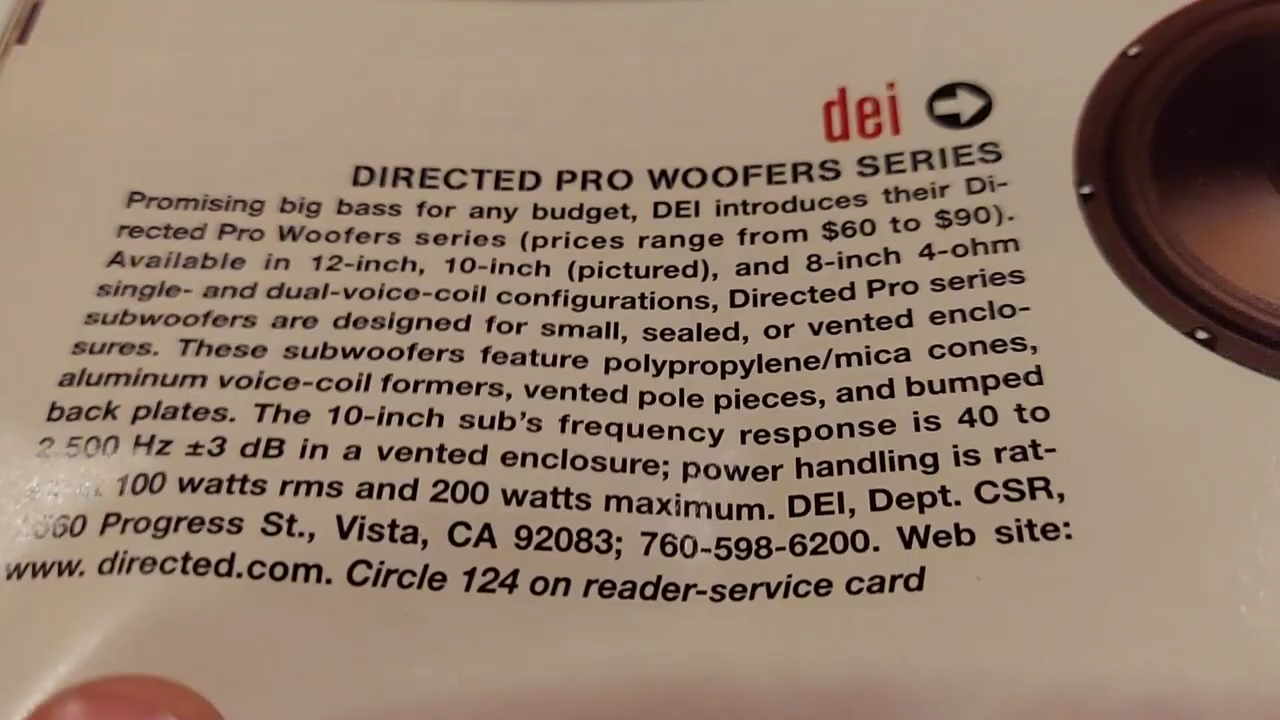 dei
DIRECTED PRO WOOFERS SERIES
Promising big bass for any budget, DEI introduces their Di-
rected Pro Woofers series (prices range from $60 to $90).
Available in 12-inch, 10-inch (pictured), and 8-inch 4-ohm
single- and dual-voice-coil configurations, Directed Pro series
subwoofers are designed for small, sealed, or vented enclo-
sures. These subwoofers feature polypropylene/mica cones,
aluminum voice-coil formers, vented pole pieces, and bumped
back plates. The 10-inch sub's frequency response is 40 to
2,500 Hz ±3 dB in a vented enclosure; power handling is rat-
100 watts rms and 200 watts maximum. DEI, Dept. CSR,
Progress St., Vista, CA 92083; 760-598-6200. Web site:
www. directed.com. Circle 124 on reader-service card